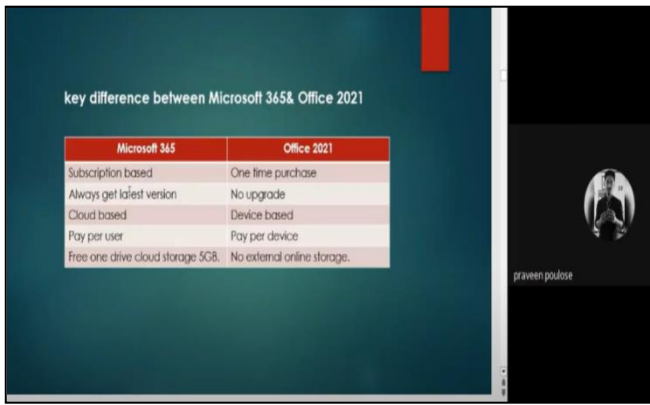 key difference between Microsoft 365& Office 2021
Microsoft 365 Office 2021
Subscription based One time purchase
Always get latest version No upgrade
Cloud based Device based
Pay per user Pay per device
Free one drive cloud storage 5GB. No external online storage.
praveen poulose